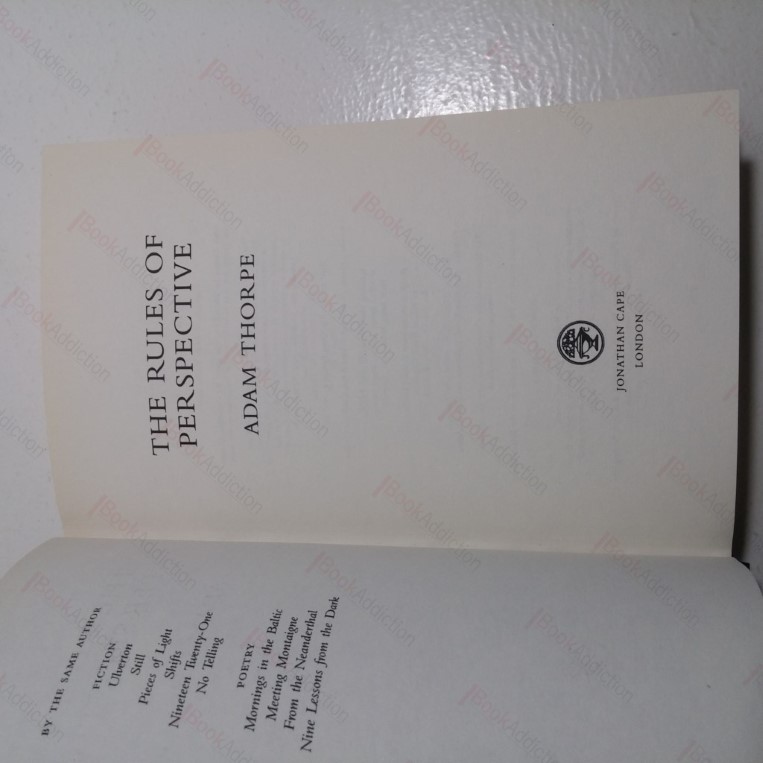 BY THE SAME AUTHOR
FICTION
Ulverton
Still
Pieces of Light
Shifts
Nineteen Twenty-One
No Telling
POETRY
Mornings in the Baltic
Meeting Montaigne
From the Neanderthal
Nine Lessons from the Dark
THE RULES OF
PERSPECTIVE
ADAM THORPE
JONATHAN CAPE
LONDON
BookAddiction